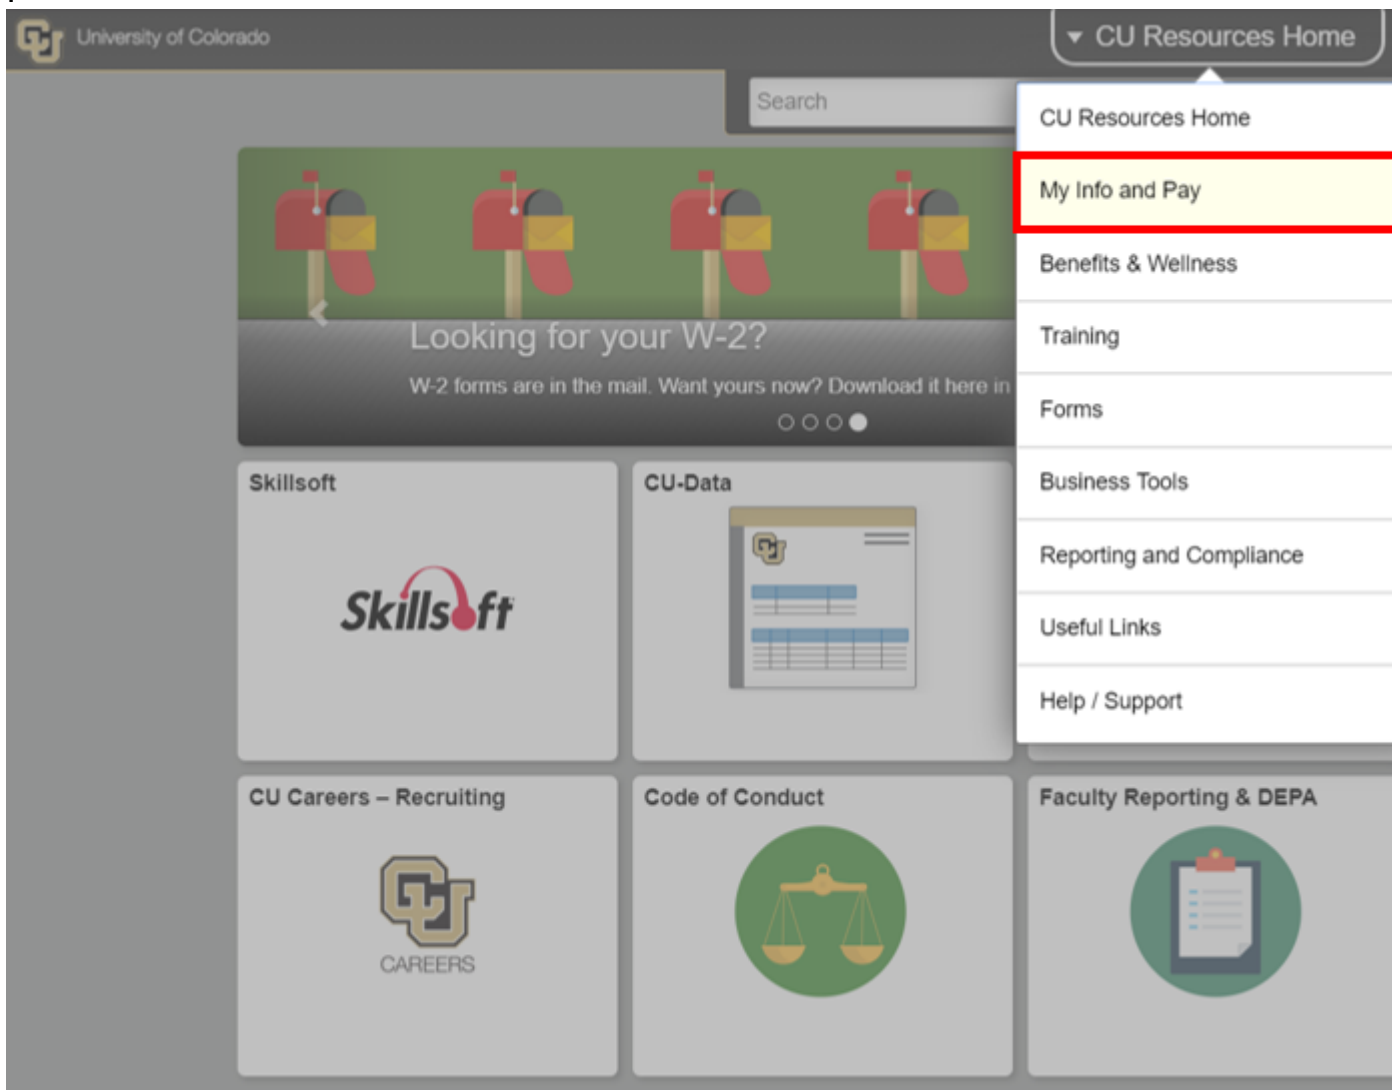 University of Colorado
CU Resources Home
Search
CU Resources Home
My Info and Pay
Benefits & Wellness
Training
Forms
Business Tools
Reporting and Compliance
Useful Links
Help / Support
Looking for your W-2?
W-2 forms are in the mail. Want yours now? Download it here in
Skillsoft
CU-Data
Skillsoft
CU
CU Careers – Recruiting
Code of Conduct
Faculty Reporting & DEPA
CU
CAREERS